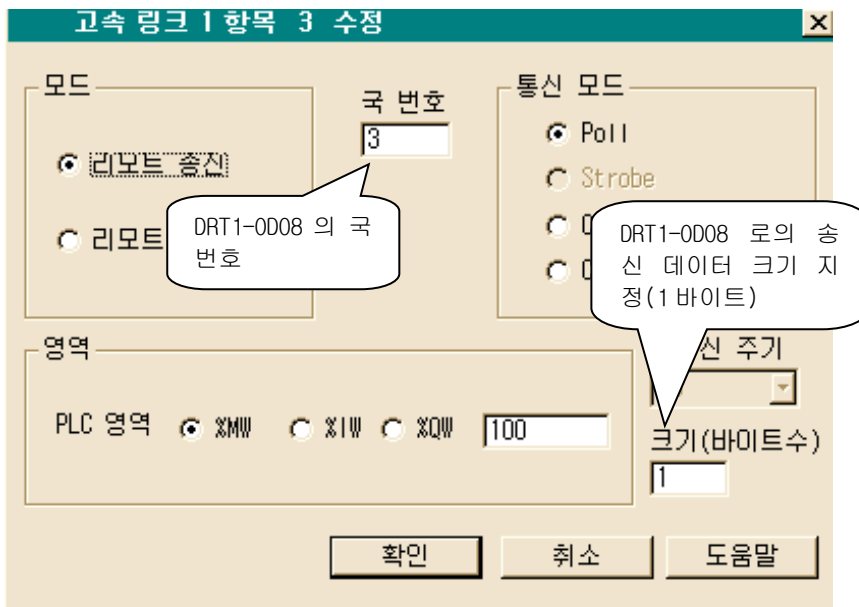 고속 링크 1 항목 3 수정
모드
리모트 송신
리모트
국 번호
3
통신 모드
Poll
Strobe
DRT1-OD08 의 국
번호
DRT1-OD08 로의 송
신 데이터 크기 지
정(1 바이트)
영역
PLC 영역
%MW
%IW
%QW
100
신 주기
크기(바이트수)
1
확인
취소
도움말